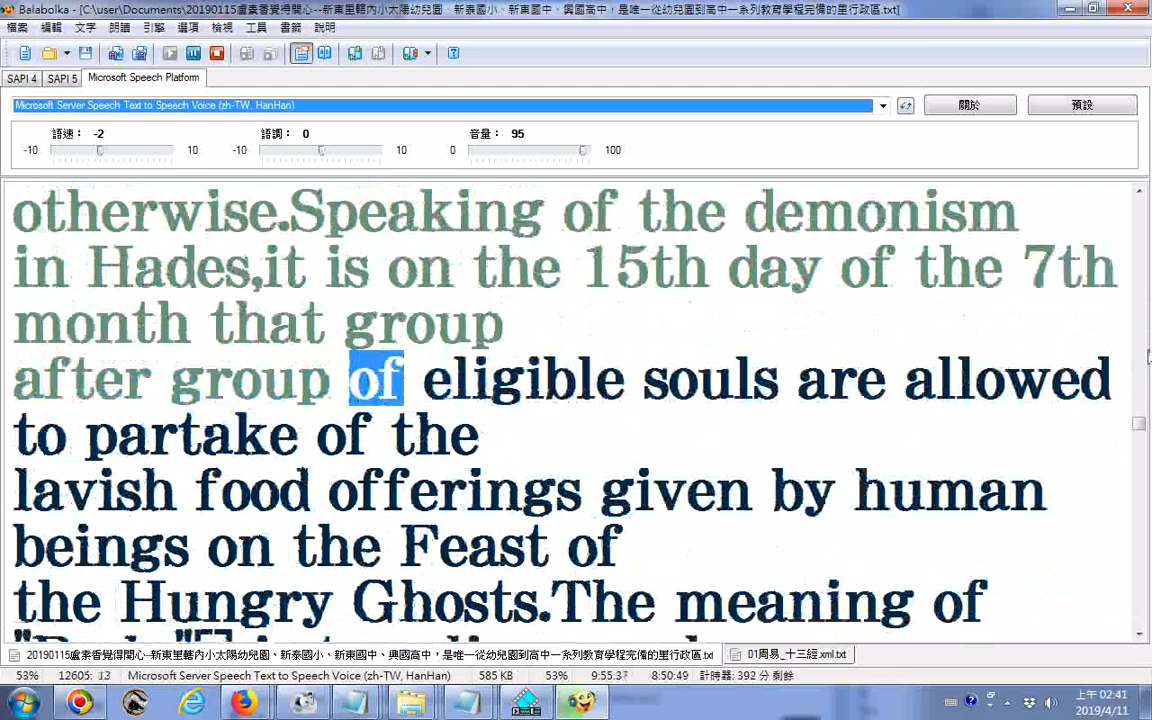 Balabolka - [C:\user\Documents\20190115盧素香覺得開心--新東里轄內小太陽幼兒園、新泰國小、新東國中、興國高中，是唯一從幼兒園到高中一系列教育學程完備的里行政區.txt]
檔案 編輯 文字 朗讀 引擎 選項 檢視 工具 書籤 說明
SAPI 4 SAPI 5 Microsoft Speech Platform
Microsoft Server Speech Text to Speech Voice (zh-TW, HanHan) 關於 預設
語速： -2 語調： 0 音量： 95
-10 10 -10 10 0 100
otherwise.Speaking of the demonism
in Hades,it is on the 15th day of the 7th
month that group
after group of eligible souls are allowed
to partake of the
lavish food offerings given by human
beings on the Feast of
the Hungry Ghosts.The meaning of
20190115盧素香覺得開心--新東里轄內小太陽幼兒園、新泰國小、新東國中、興國高中，是唯一從幼兒園到高中一系列教育學程完備的里行政區.txt 01周易_十三經.xml.txt
53% 12605: 13 Microsoft Server Speech Text to Speech Voice (zh-TW, HanHan) 585 KB 53% 8:50:49 計時器: 392 分 剩餘
上午 02:41
2019/4/11